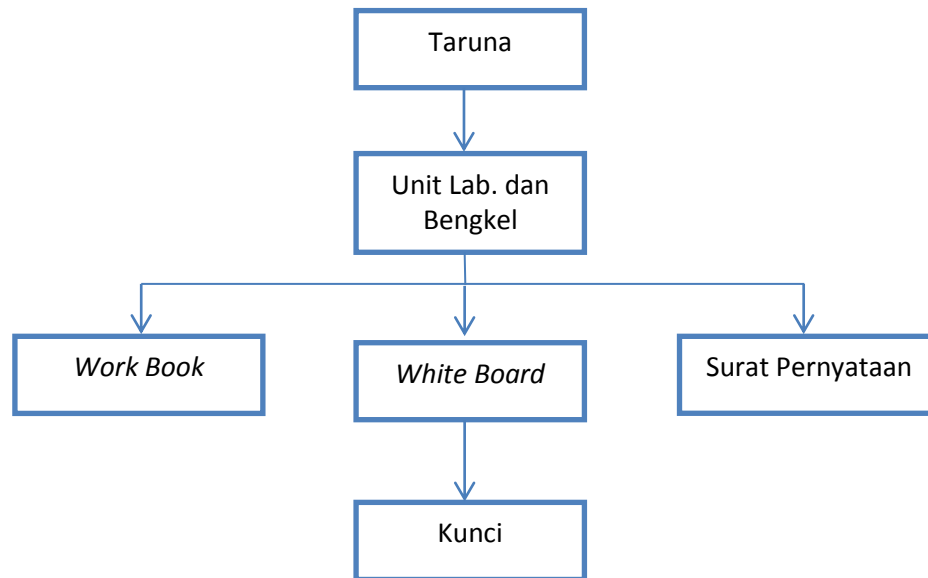 Taruna
Unit Lab. dan
Bengkel
Work Book
White Board
Surat Pernyataan
Kunci